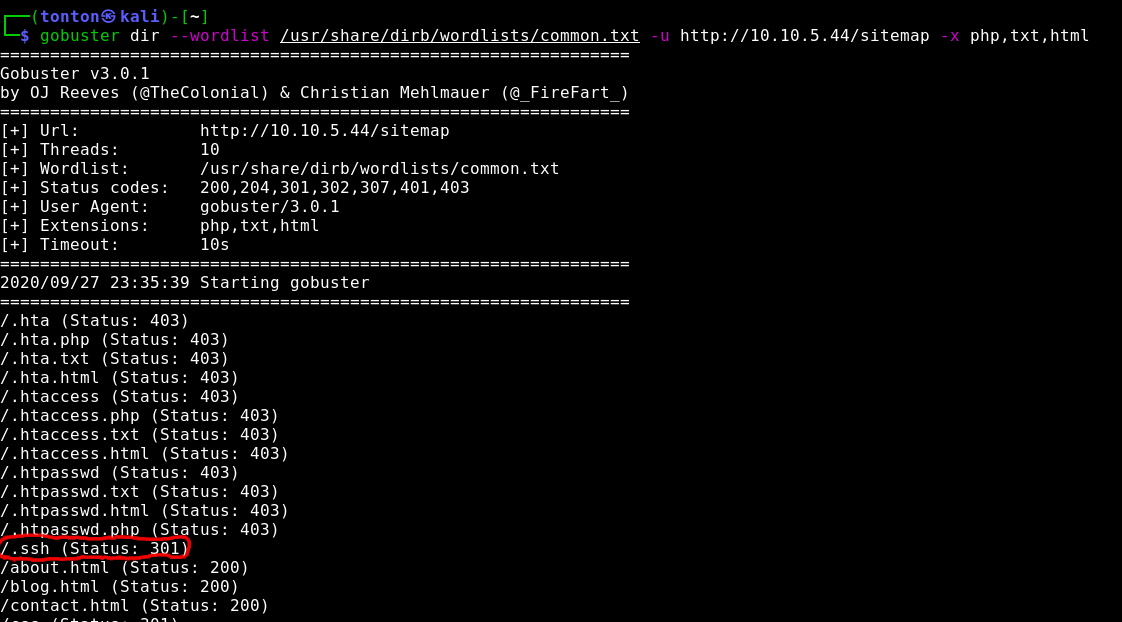 (tonton㉿kali)-[~]
$ gobuster dir --wordlist /usr/share/dirb/wordlists/common.txt -u http://10.10.5.44/sitemap -x php,txt,html
===============================================================
Gobuster v3.0.1
by OJ Reeves (@TheColonial) & Christian Mehlmauer (@_FireFart_)
===============================================================
[+] Url:            http://10.10.5.44/sitemap
[+] Threads:        10
[+] Wordlist:       /usr/share/dirb/wordlists/common.txt
[+] Status codes:   200,204,301,302,307,401,403
[+] User Agent:     gobuster/3.0.1
[+] Extensions:     php,txt,html
[+] Timeout:        10s
===============================================================
2020/09/27 23:35:39 Starting gobuster
===============================================================
/.hta (Status: 403)
/.hta.php (Status: 403)
/.hta.txt (Status: 403)
/.hta.html (Status: 403)
/.htaccess (Status: 403)
/.htaccess.php (Status: 403)
/.htaccess.txt (Status: 403)
/.htaccess.html (Status: 403)
/.htpasswd (Status: 403)
/.htpasswd.txt (Status: 403)
/.htpasswd.html (Status: 403)
/.htpasswd.php (Status: 403)
/.ssh (Status: 301)
/about.html (Status: 200)
/blog.html (Status: 200)
/contact.html (Status: 200)